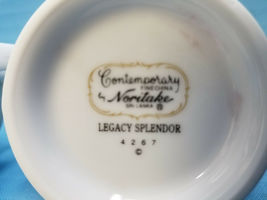 Contemporary
FINE CHINA
by Noritake
SRI LANKA ®
LEGACY SPLENDOR
4267
©